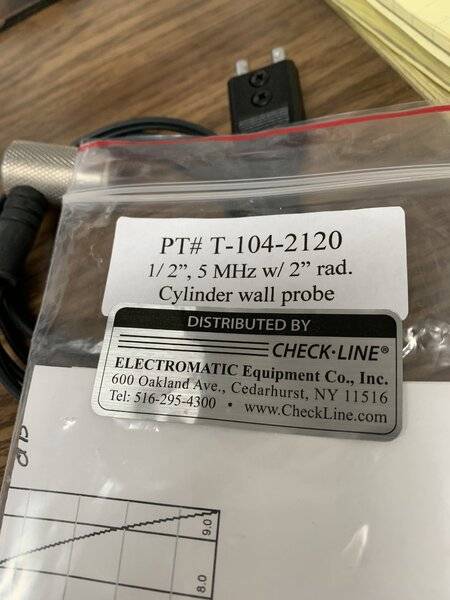 PT# T-104-2120
1/ 2”, 5 MHz w/ 2” rad.
Cylinder wall probe
DISTRIBUTED BY
CHECK•LINE®
ELECTROMATIC Equipment Co., Inc.
600 Oakland Ave., Cedarhurst, NY 11516
Tel: 516-295-4300 • www.CheckLine.com
9.0
8.0